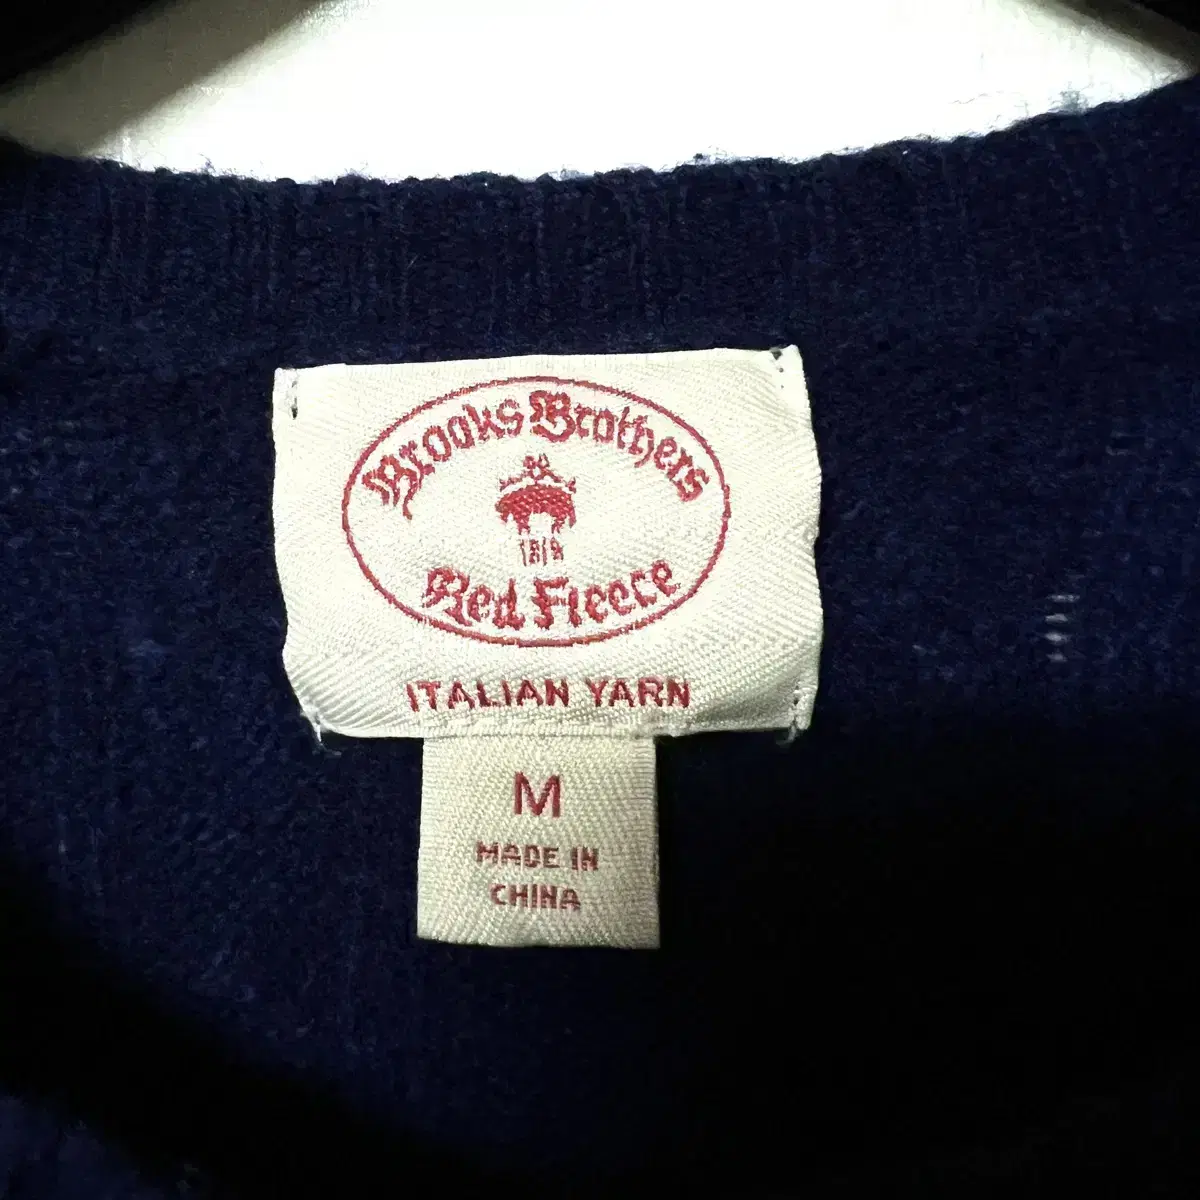 Brooks Brothers
1818
Red Fleece
ITALIAN YARN
M
MADE IN
CHINA